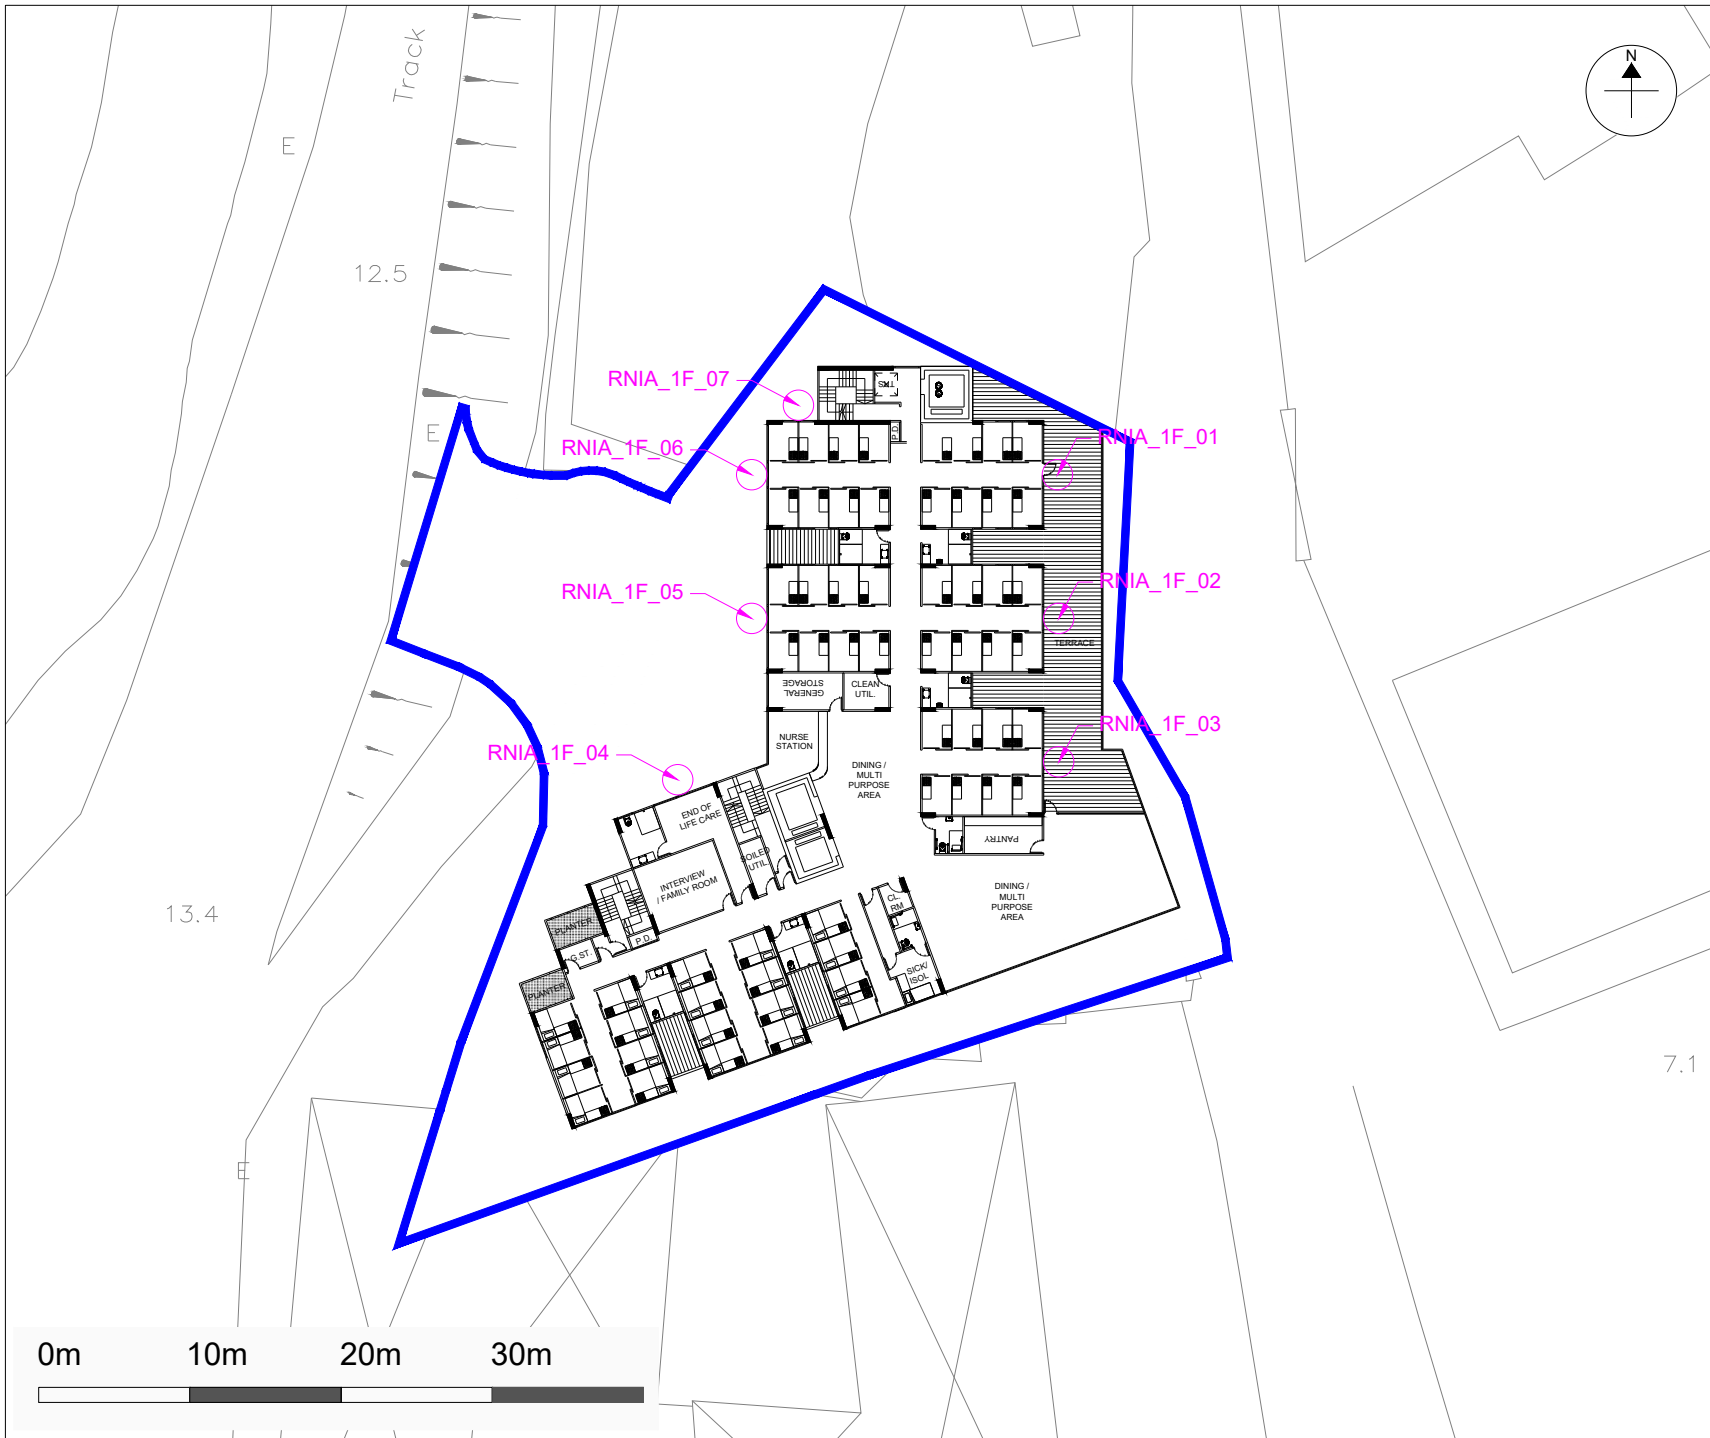 Track
N
E
12.5
RNIA_1F_07
TRS
RNIA_1F_06
E
P.D.
RNIA_1F_01
RNIA_1F_05
RNIA_1F_02
TERRACE
GENERAL
STORAGE
CLEAN
UTIL.
RNIA_1F_04
NURSE
STATION
RNIA_1F_03
DINING /
MULTI
PURPOSE
AREA
END OF
LIFE CARE
SOILED
UTIL.
PANTRY
INTERVIEW
/ FAMILY ROOM
DINING /
MULTI
PURPOSE
AREA
CL.
RM
13.4
PLANTER
P.D.
G.ST.
SICK/
ISOL
PLANTER
7.1
E
0m
10m
20m
30m